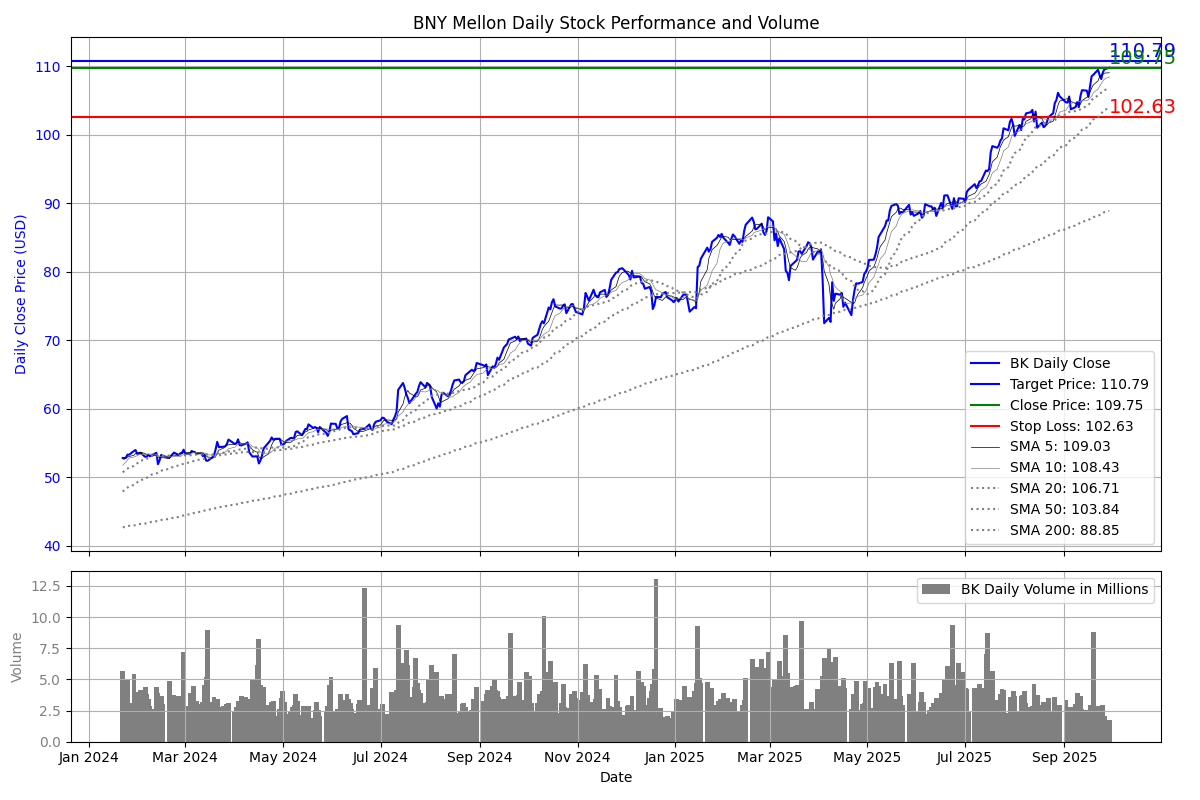 BNY Mellon Daily Stock Performance and Volume
110.79
109.75
102.63
110
100
90
80
70
60
50
40
Daily Close Price (USD)
BK Daily Close
Target Price: 110.79
Close Price: 109.75
Stop Loss: 102.63
SMA 5: 109.03
SMA 10: 108.43
SMA 20: 106.71
SMA 50: 103.84
SMA 200: 88.85
12.5
10.0
7.5
5.0
2.5
0.0
Volume
BK Daily Volume in Millions
Jan 2024 Mar 2024 May 2024 Jul 2024 Sep 2024 Nov 2024 Jan 2025 Mar 2025 May 2025 Jul 2025 Sep 2025
Date